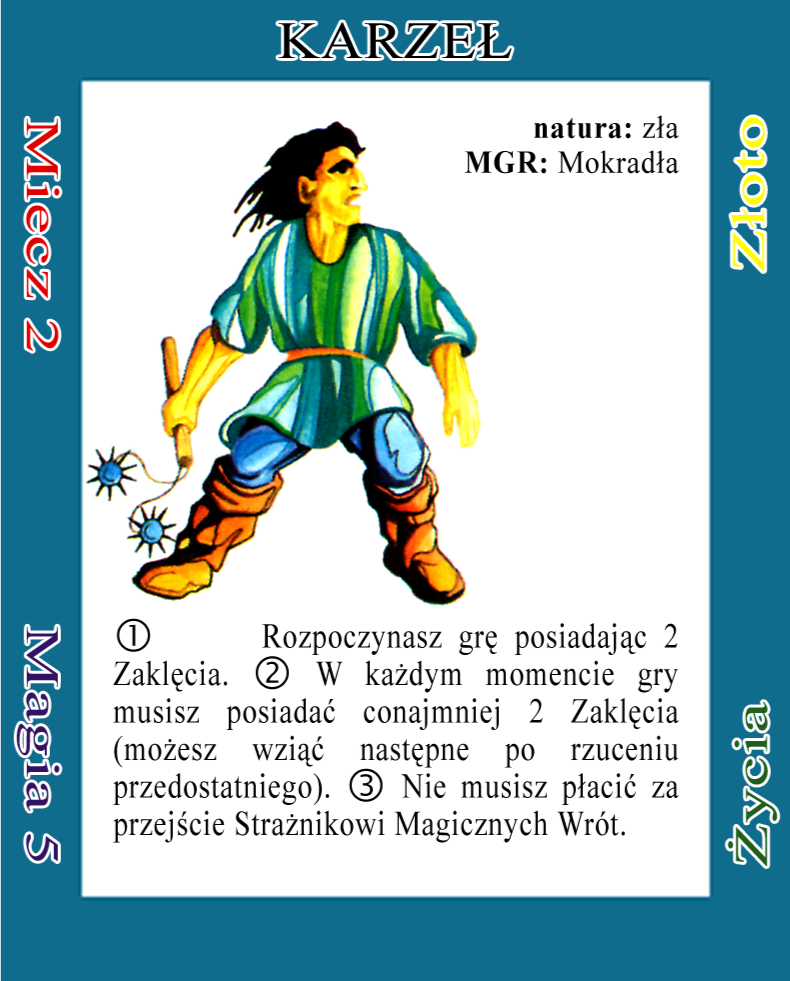 KARZEŁ
natura: zła
MGR: Mokradła
Miecz 2
Złoto
Magia 5
Życia
① Rozpoczynasz grę posiadając 2
Zaklęcia. ② W każdym momencie gry
musisz posiadać conajmniej 2 Zaklęcia
(możesz wziąć następne po rzuceniu
przedostatniego). ③ Nie musisz płacić za
przejście Strażnikowi Magicznych Wrót.